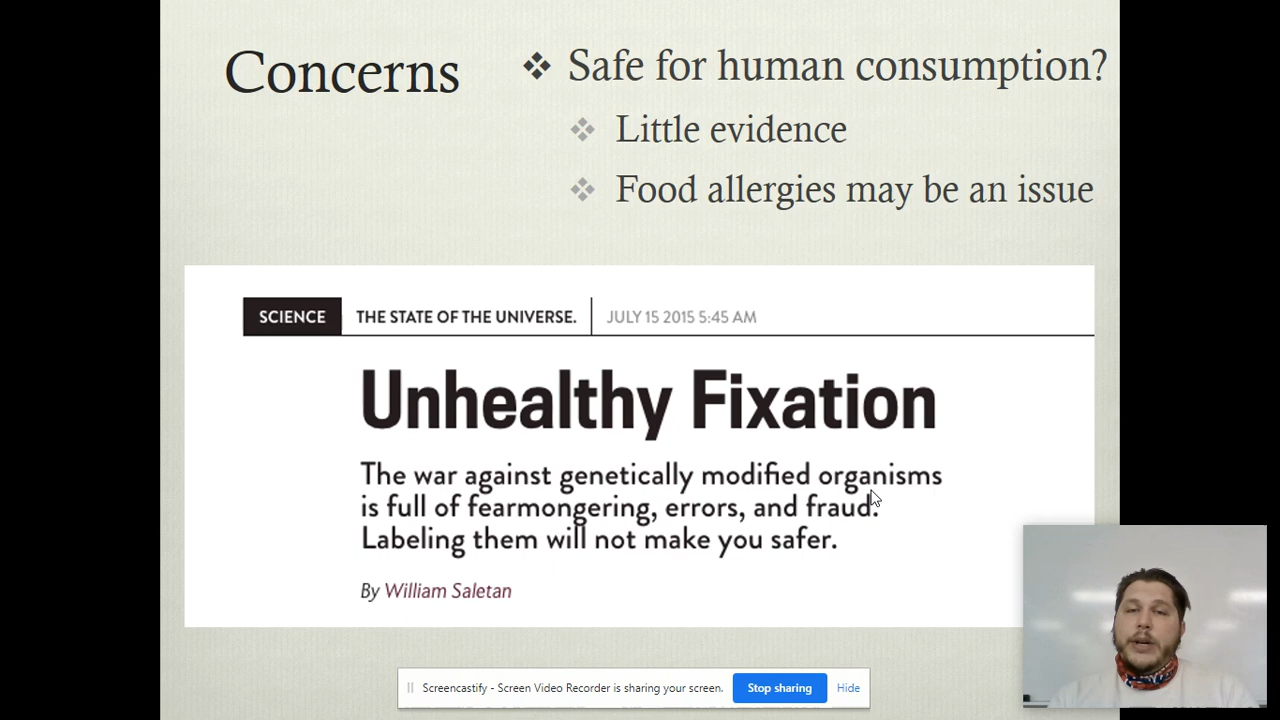 Concerns
❖ Safe for human consumption?
❖ Little evidence
❖ Food allergies may be an issue
SCIENCE THE STATE OF THE UNIVERSE. JULY 15 2015 5:45 AM
Unhealthy Fixation
The war against genetically modified organisms
is full of fearmongering, errors, and fraud.
Labeling them will not make you safer.
By William Saletan
Screencastify - Screen Video Recorder is sharing your screen. Stop sharing Hide